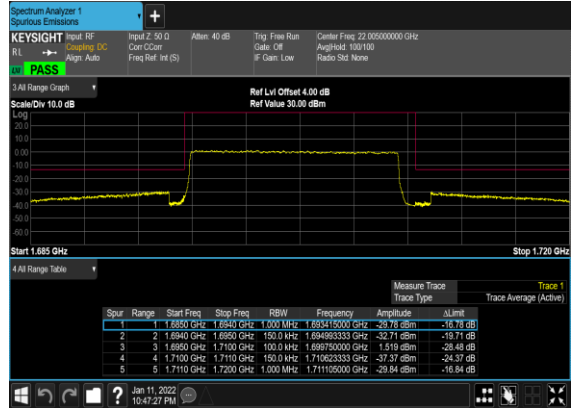 Spectrum Analyzer 1
Spurious Emissions
+
KEYSIGHT Input: RF Input Z: 50 Ω Atten: 40 dB Trig: Free Run Center Freq: 22.005000000 GHz
RL Coupling: DC Corr CCorr Gate: Off Avg|Hold: 100/100
Align: Auto Freq Ref: Int (S) IF Gain: Low Radio Std: None
PASS
3 All Range Graph
Ref Lvl Offset 4.00 dB
Scale/Div 10.0 dB Ref Value 30.00 dBm
Log
20.0
10.0
0.00
-10.0
-20.0
-30.0
-40.0
-50.0
-60.0
Start 1.685 GHz Stop 1.720 GHz
4 All Range Table
Measure Trace Trace 1
Trace Type Trace Average (Active)
Spur Range Start Freq Stop Freq RBW Frequency Amplitude ΔLimit
1 1 1.6850 GHz 1.6940 GHz 1.000 MHz 1.693415000 GHz -29.78 dBm -16.78 dB
2 2 1.6940 GHz 1.6950 GHz 150.0 kHz 1.694993333 GHz -32.71 dBm -19.71 dB
3 3 1.6950 GHz 1.7100 GHz 100.0 kHz 1.699750000 GHz 1.519 dBm -28.48 dB
4 4 1.7100 GHz 1.7110 GHz 150.0 kHz 1.710623333 GHz -37.37 dBm -24.37 dB
5 5 1.7110 GHz 1.7200 GHz 1.000 MHz 1.711105000 GHz -29.84 dBm -16.84 dB
? Jan 11, 2022
10:47:27 PM